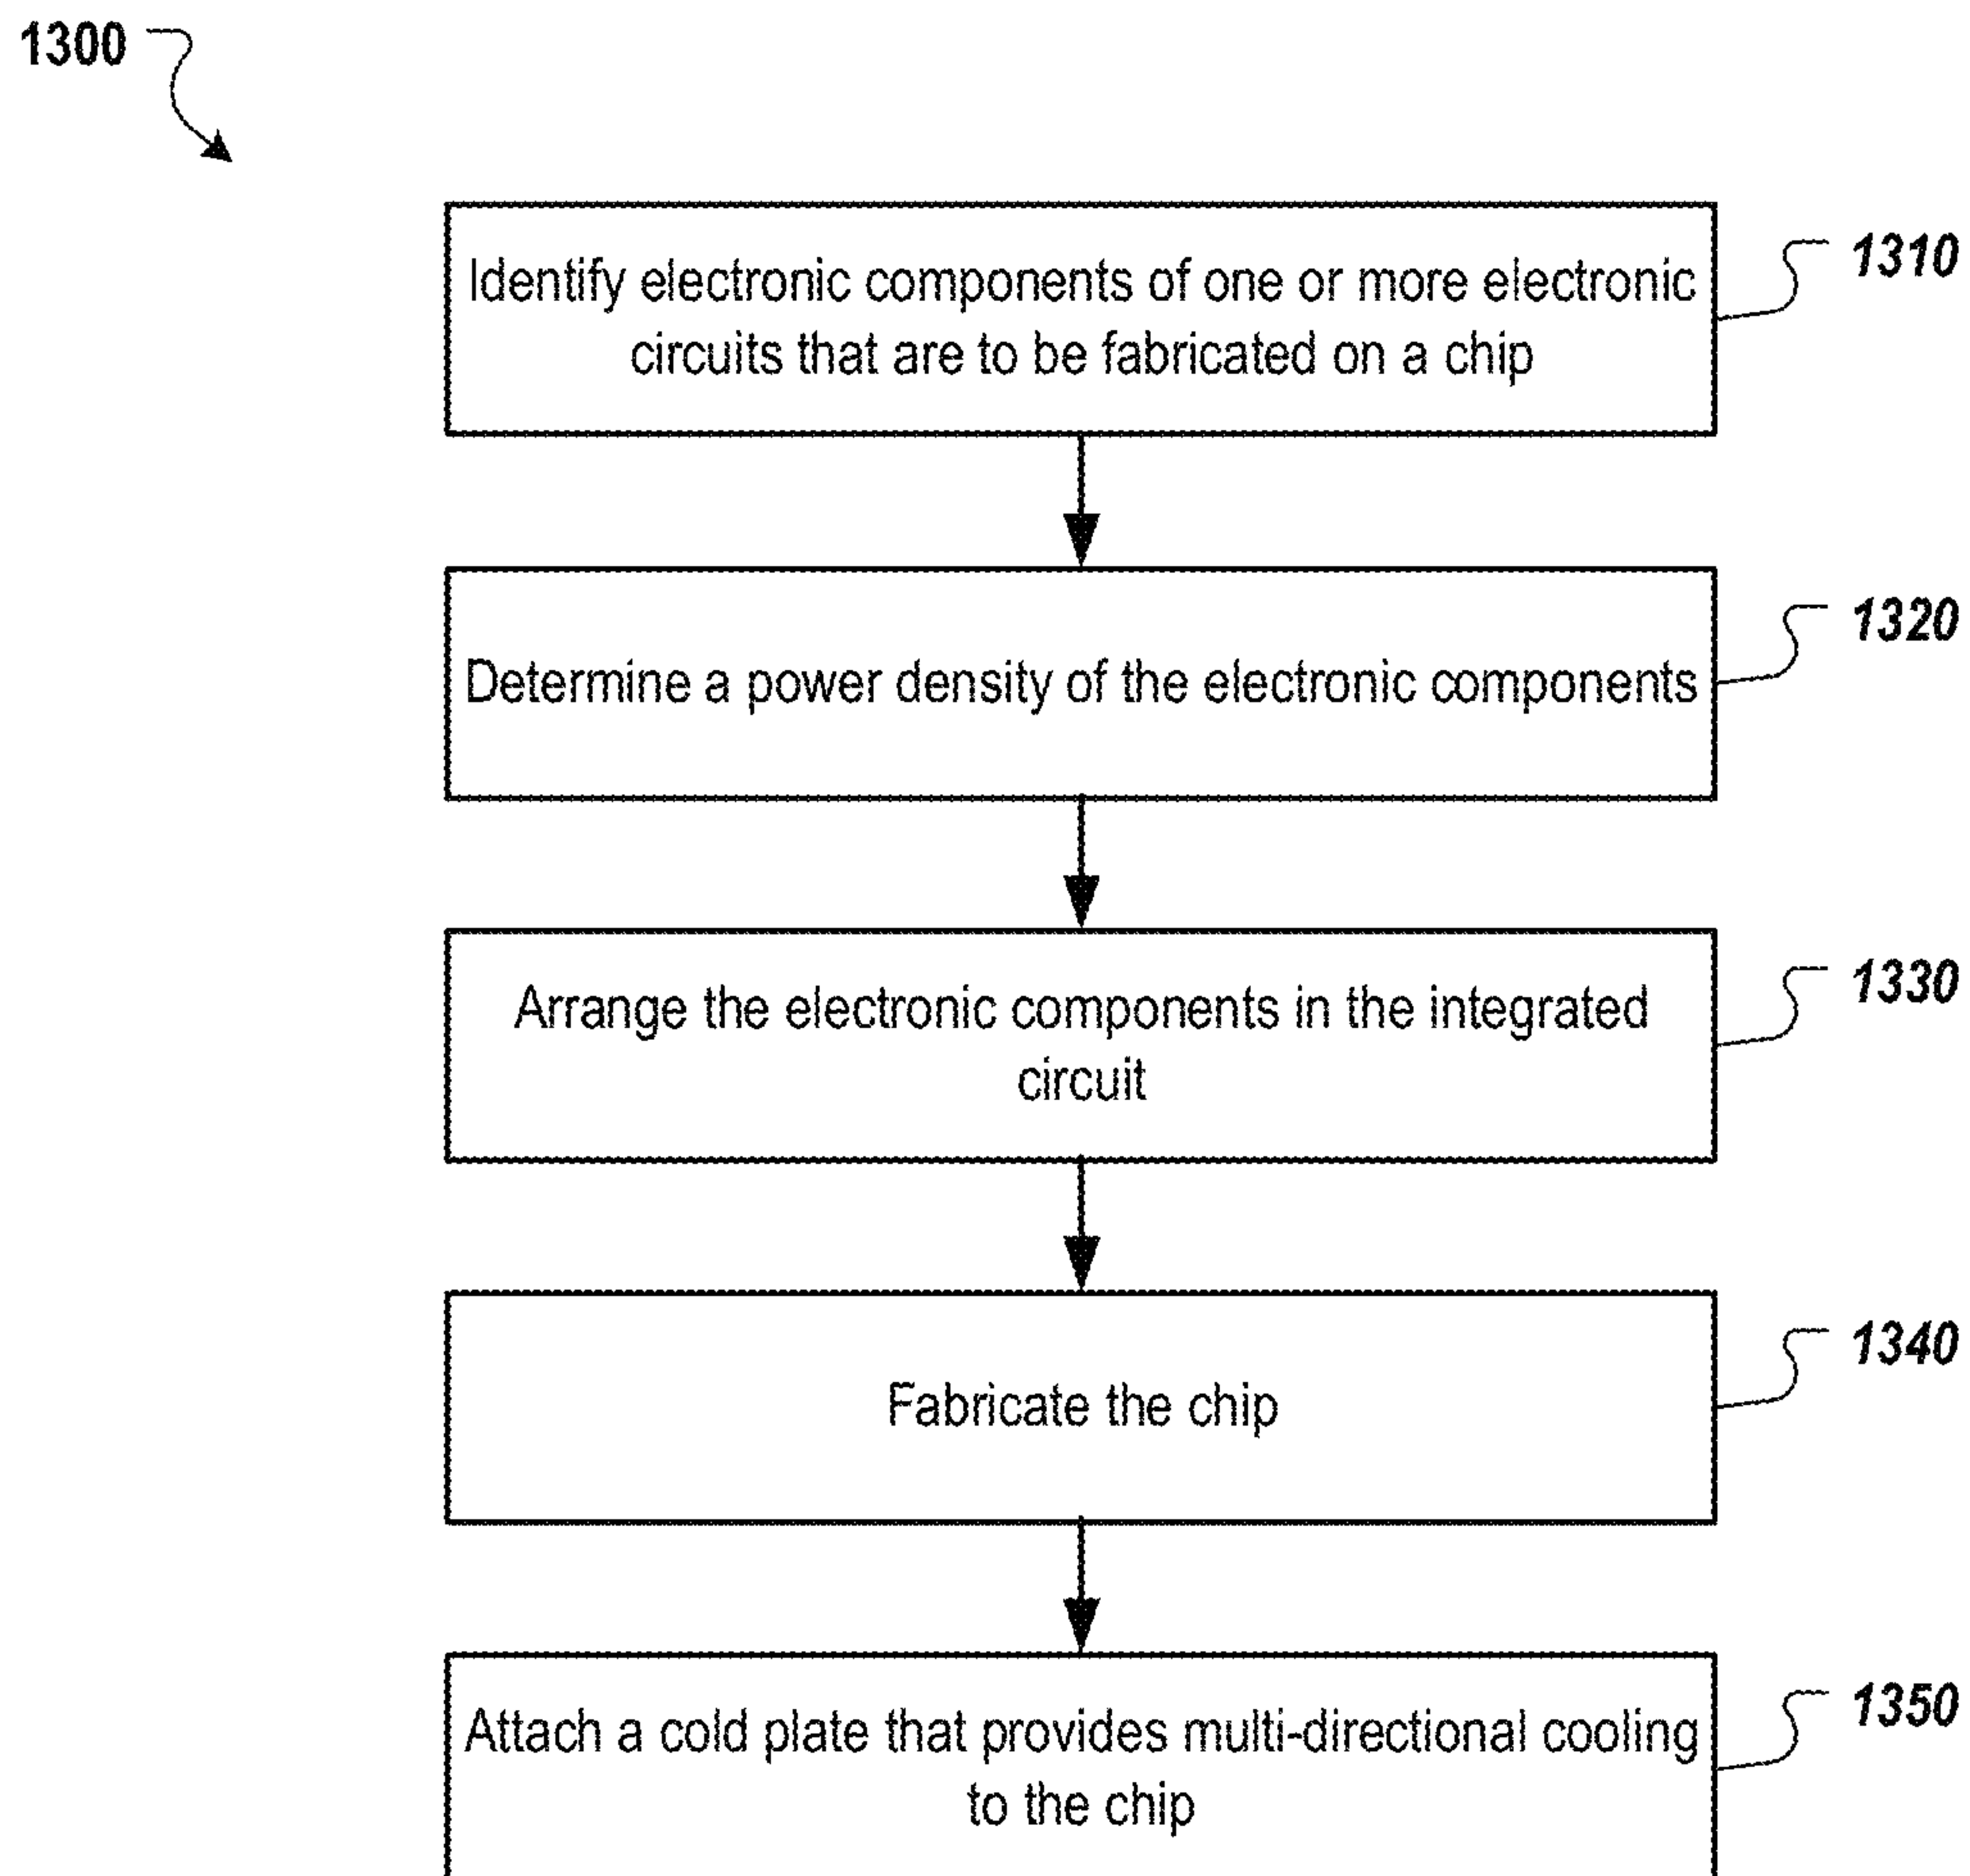 1300
Identify electronic components of one or more electronic
circuits that are to be fabricated on a chip
1310
Determine a power density of the electronic components
1320
Arrange the electronic components in the integrated
circuit
1330
Fabricate the chip
1340
Attach a cold plate that provides multi-directional cooling
to the chip
1350